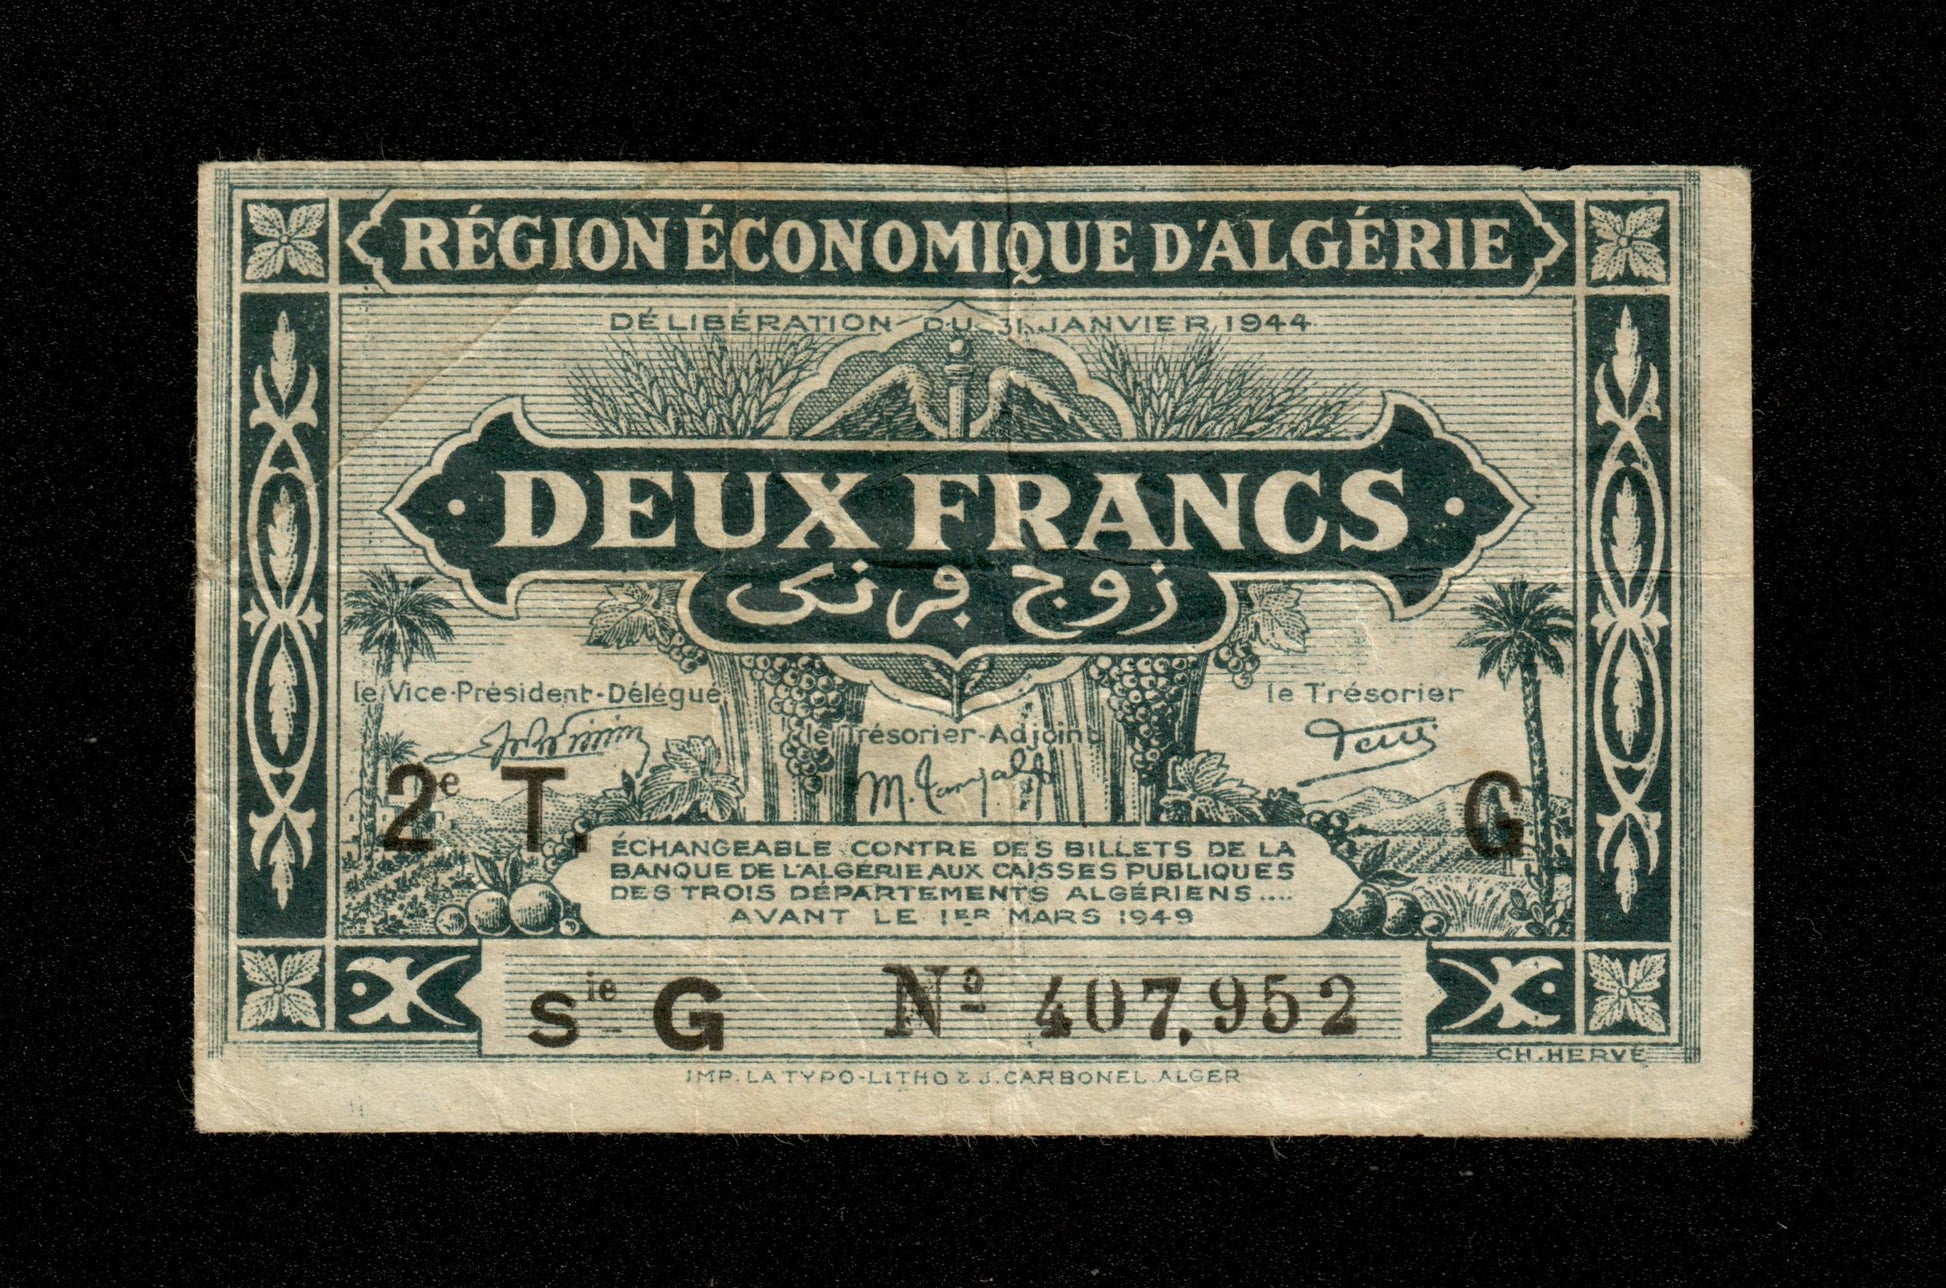 RÉGION ÉCONOMIQUE D'ALGÉRIE
DÉLIBÉRATION DU 31 JANVIER 1944
DEUX FRANCS
زوج فرنكى
le Vice-Président-Délégué
le Trésorier
le Trésorier-Adjoint
2e T.
G
ÉCHANGEABLE CONTRE DES BILLETS DE LA
BANQUE DE L'ALGÉRIE AUX CAISSES PUBLIQUES
DES TROIS DÉPARTEMENTS ALGÉRIENS....
AVANT LE 1ER MARS 1949
Sie G No 407,952
CH. HERVÉ
IMP. LA TYPO-LITHO & J. CARBONEL ALGER